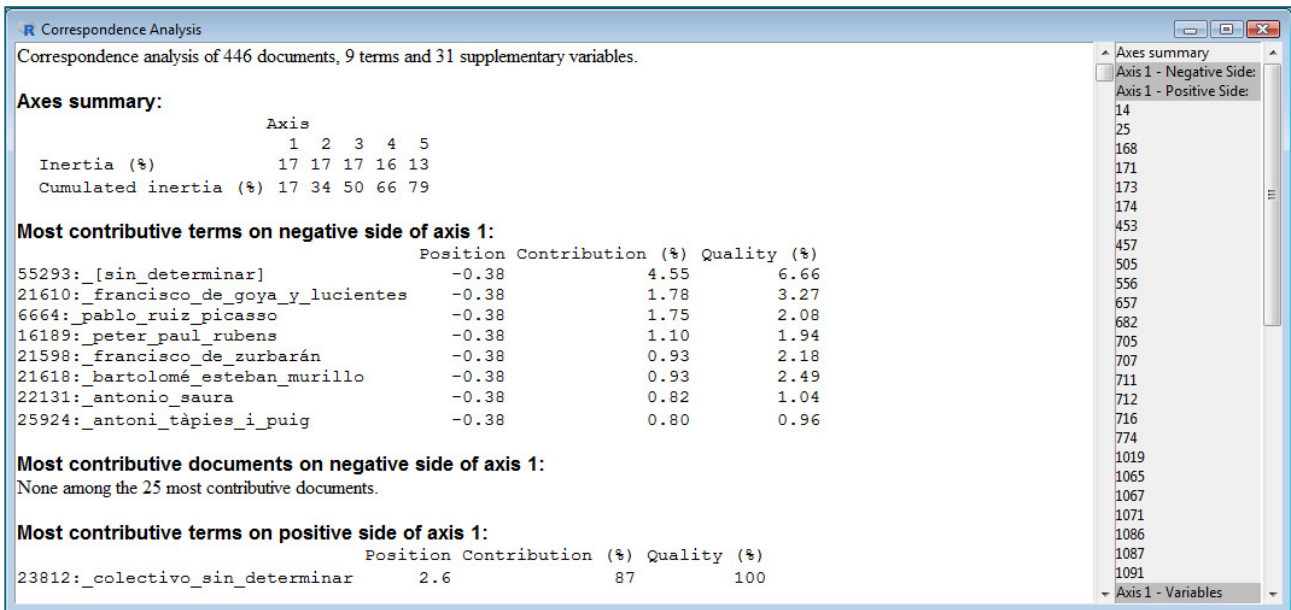 R Correspondence Analysis
Correspondence analysis of 446 documents, 9 terms and 31 supplementary variables.
Axes summary:
Axis
1 2 3 4 5
Inertia (%) 17 17 17 16 13
Cumulated inertia (%) 17 34 50 66 79
Most contributive terms on negative side of axis 1:
Position Contribution (%) Quality (%)
55293:_[sin_determinar] -0.38 4.55 6.66
21610:_francisco_de_goya_y_lucientes -0.38 1.78 3.27
6664:_pablo_ruiz_picasso -0.38 1.75 2.08
16189:_peter_paul_rubens -0.38 1.10 1.94
21598:_francisco_de_zurbarán -0.38 0.93 2.18
21618:_bartolomé_esteban_murillo -0.38 0.93 2.49
22131:_antonio_saura -0.38 0.82 1.04
25924:_antoni_tàpies_i_puig -0.38 0.80 0.96
Most contributive documents on negative side of axis 1:
None among the 25 most contributive documents.
Most contributive terms on positive side of axis 1:
Position Contribution (%) Quality (%)
23812:_colectivo_sin_determinar 2.6 87 100
Axes summary
Axis 1 - Negative Side:
Axis 1 - Positive Side:
14
25
168
171
173
174
453
457
505
556
657
682
705
707
711
712
716
774
1019
1065
1067
1071
1086
1087
1091
Axis 1 - Variables